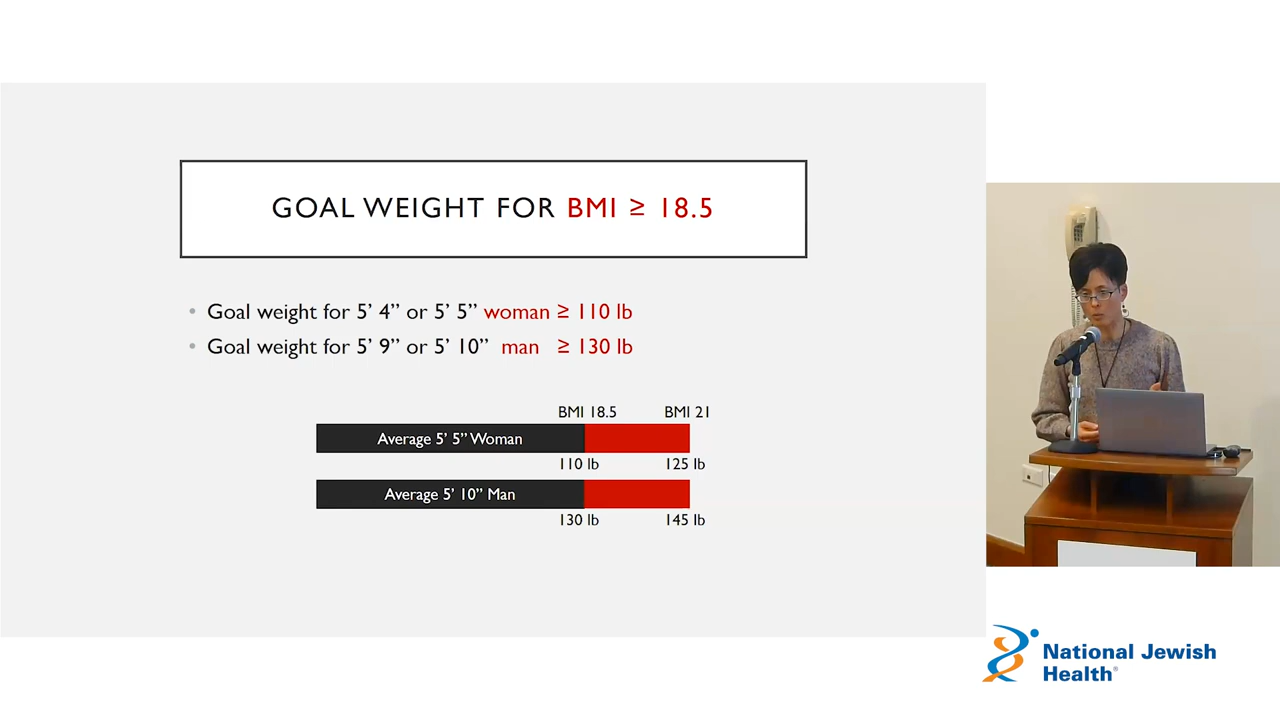 GOAL WEIGHT FOR BMI ≥ 18.5
• Goal weight for 5’ 4” or 5’ 5” woman ≥ 110 lb
• Goal weight for 5’ 9” or 5’ 10” man ≥ 130 lb
BMI 18.5 BMI 21
Average 5’ 5” Woman
110 lb 125 lb
Average 5’ 10” Man
130 lb 145 lb
National Jewish
Health®